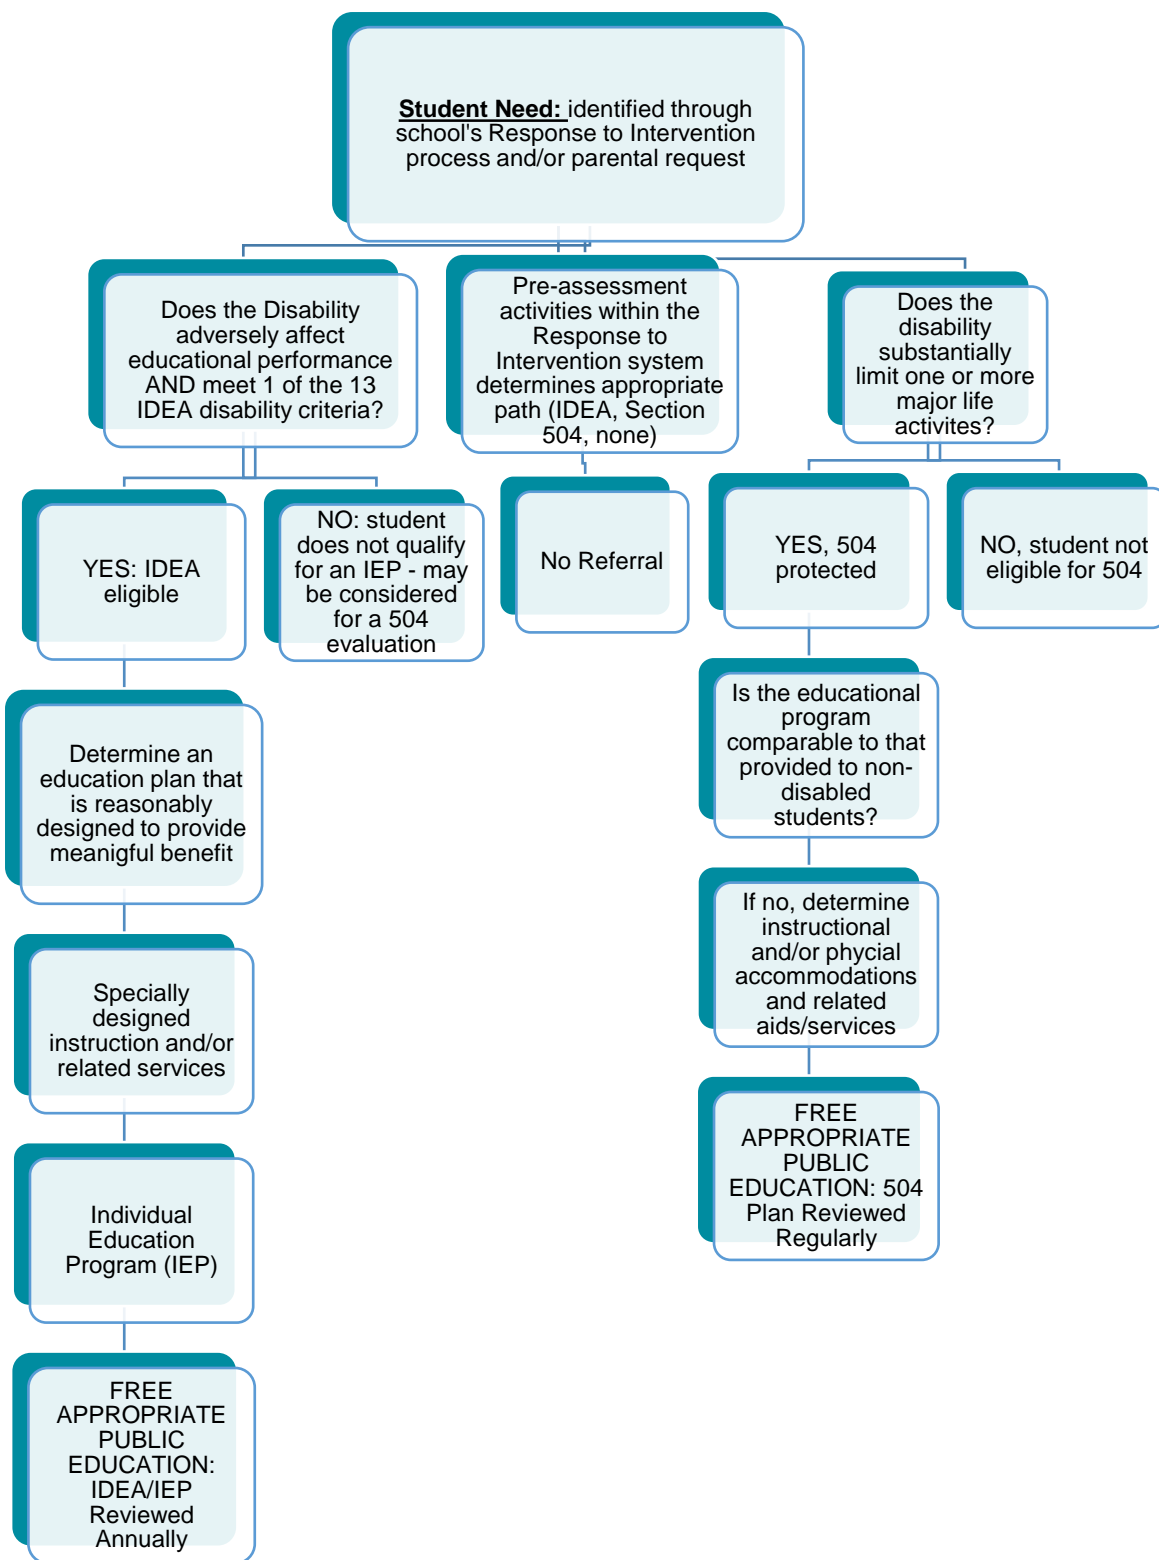 Student Need: identified through
school's Response to Intervention
process and/or parental request
Does the Disability
adversely affect
educational performance
AND meet 1 of the 13
IDEA disability criteria?
Pre-assessment
activities within the
Response to
Intervention system
determines appropriate
path (IDEA, Section
504, none)
Does the
disability
substantially
limit one or more
major life
activites?
YES: IDEA
eligible
NO: student
does not qualify
for an IEP - may
be considered
for a 504
evaluation
No Referral
YES, 504
protected
NO, student not
eligible for 504
Determine an
education plan that
is reasonably
designed to provide
meanigful benefit
Is the educational
program
comparable to that
provided to non-
disabled
students?
Specially
designed
instruction and/or
related services
If no, determine
instructional
and/or phycial
accommodations
and related
aids/services
Individual
Education
Program (IEP)
FREE
APPROPRIATE
PUBLIC
EDUCATION: 504
Plan Reviewed
Regularly
FREE
APPROPRIATE
PUBLIC
EDUCATION:
IDEA/IEP
Reviewed
Annually